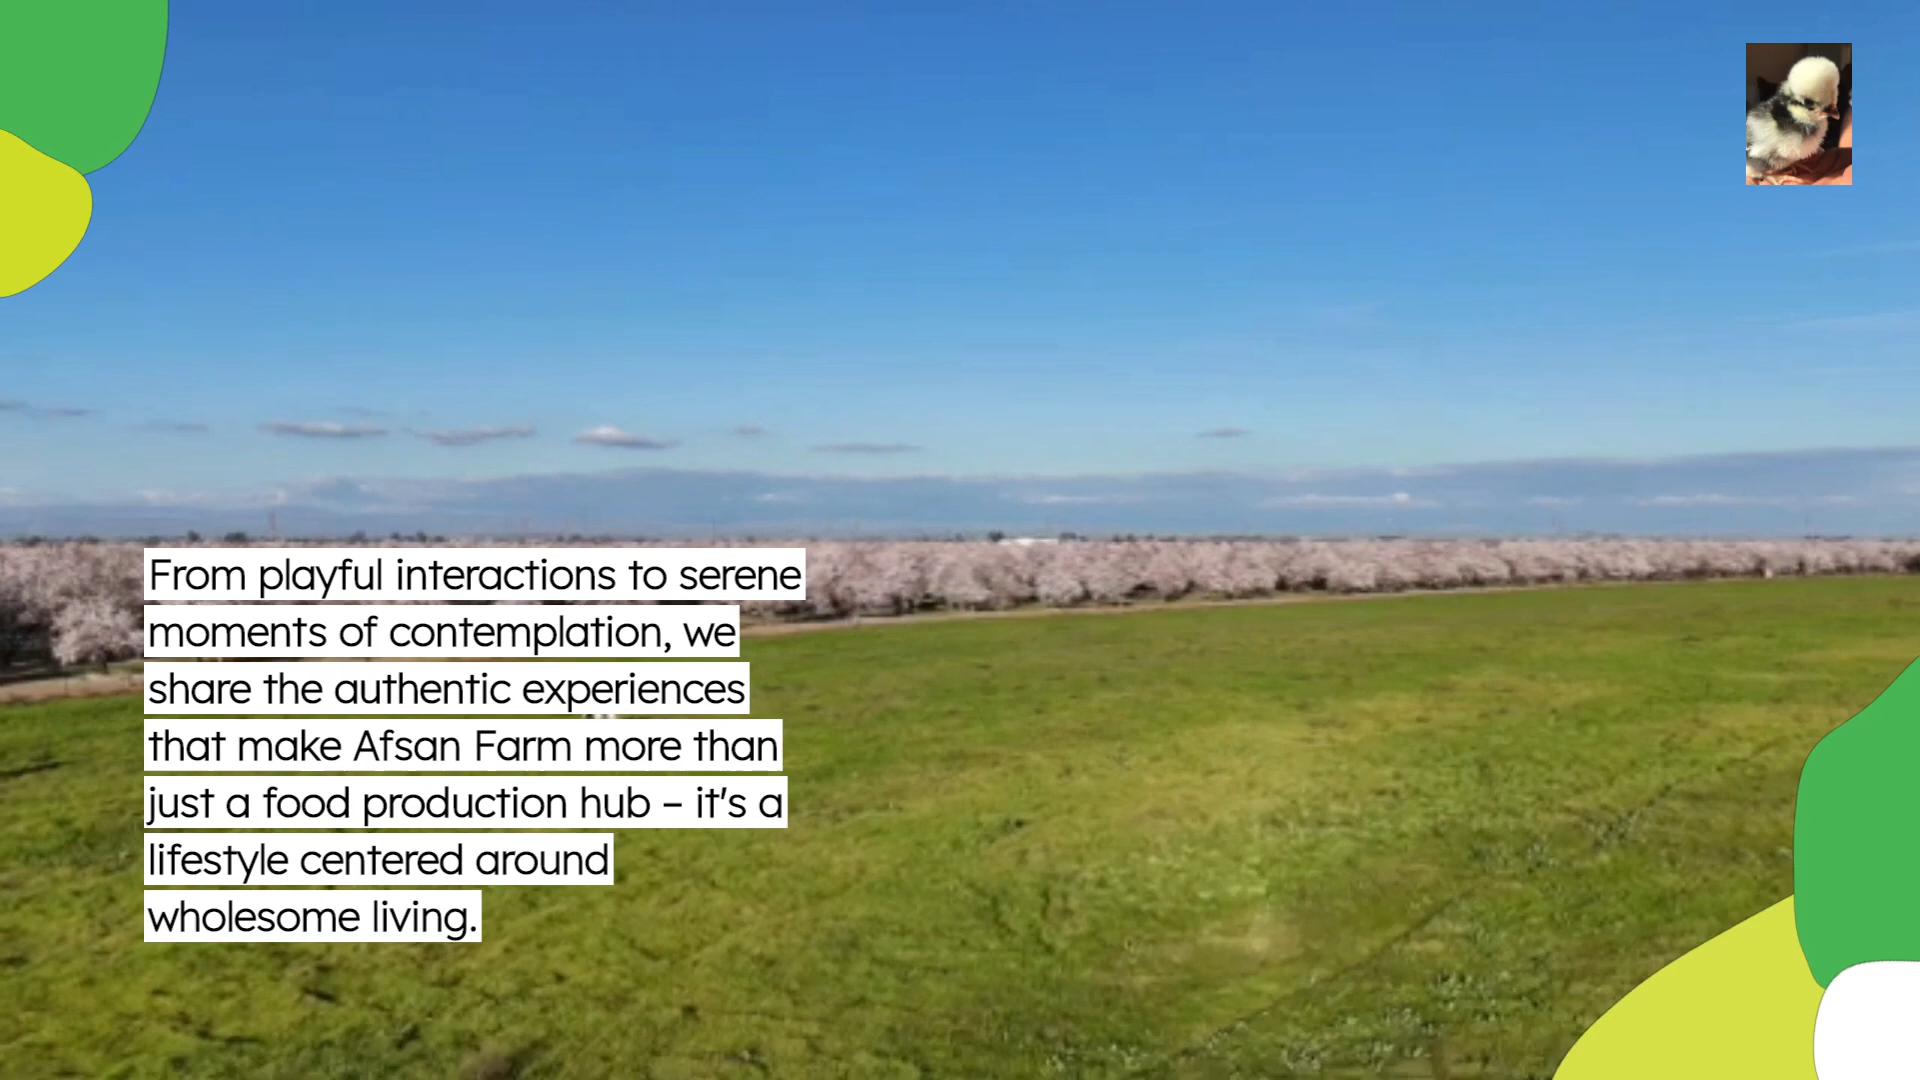 From playful interactions to serene
moments of contemplation, we
share the authentic experiences
that make Afsan Farm more than
just a food production hub – it's a
lifestyle centered around
wholesome living.